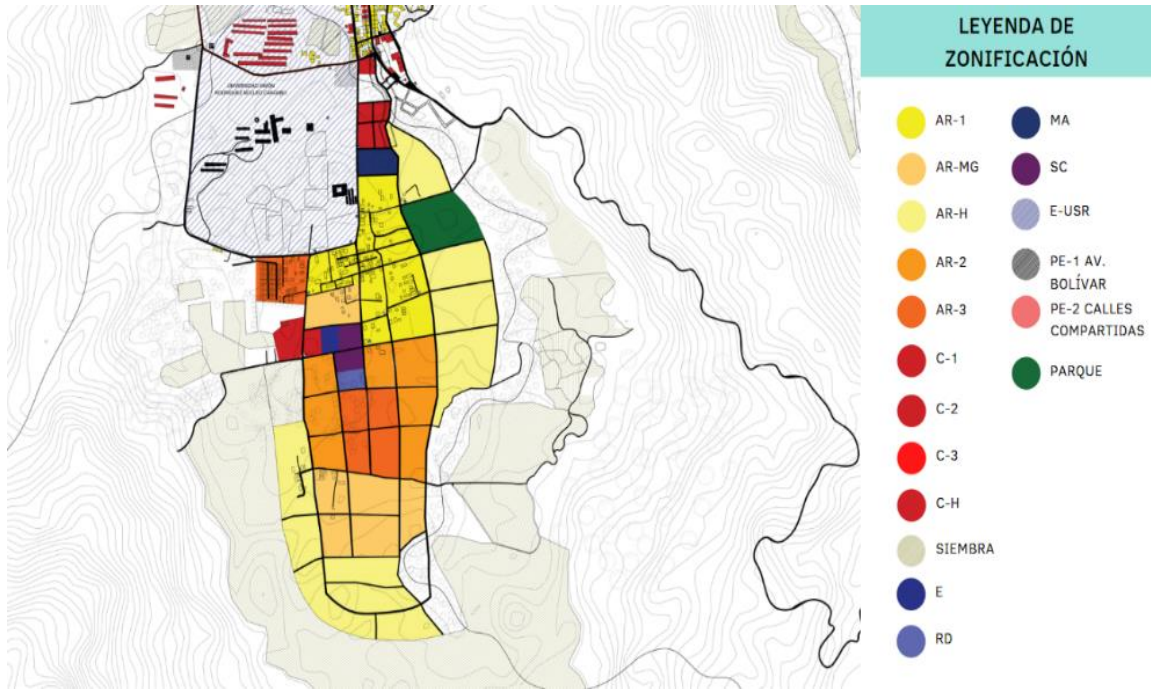 LEYENDA DE
ZONIFICACIÓN
AR-1
AR-MG
AR-H
AR-2
AR-3
C-1
C-2
C-3
C-H
SIEMBRA
E
RD
MA
SC
E-USR
PE-1 AV.
BOLÍVAR
PE-2 CALLES
COMPARTIDAS
PARQUE